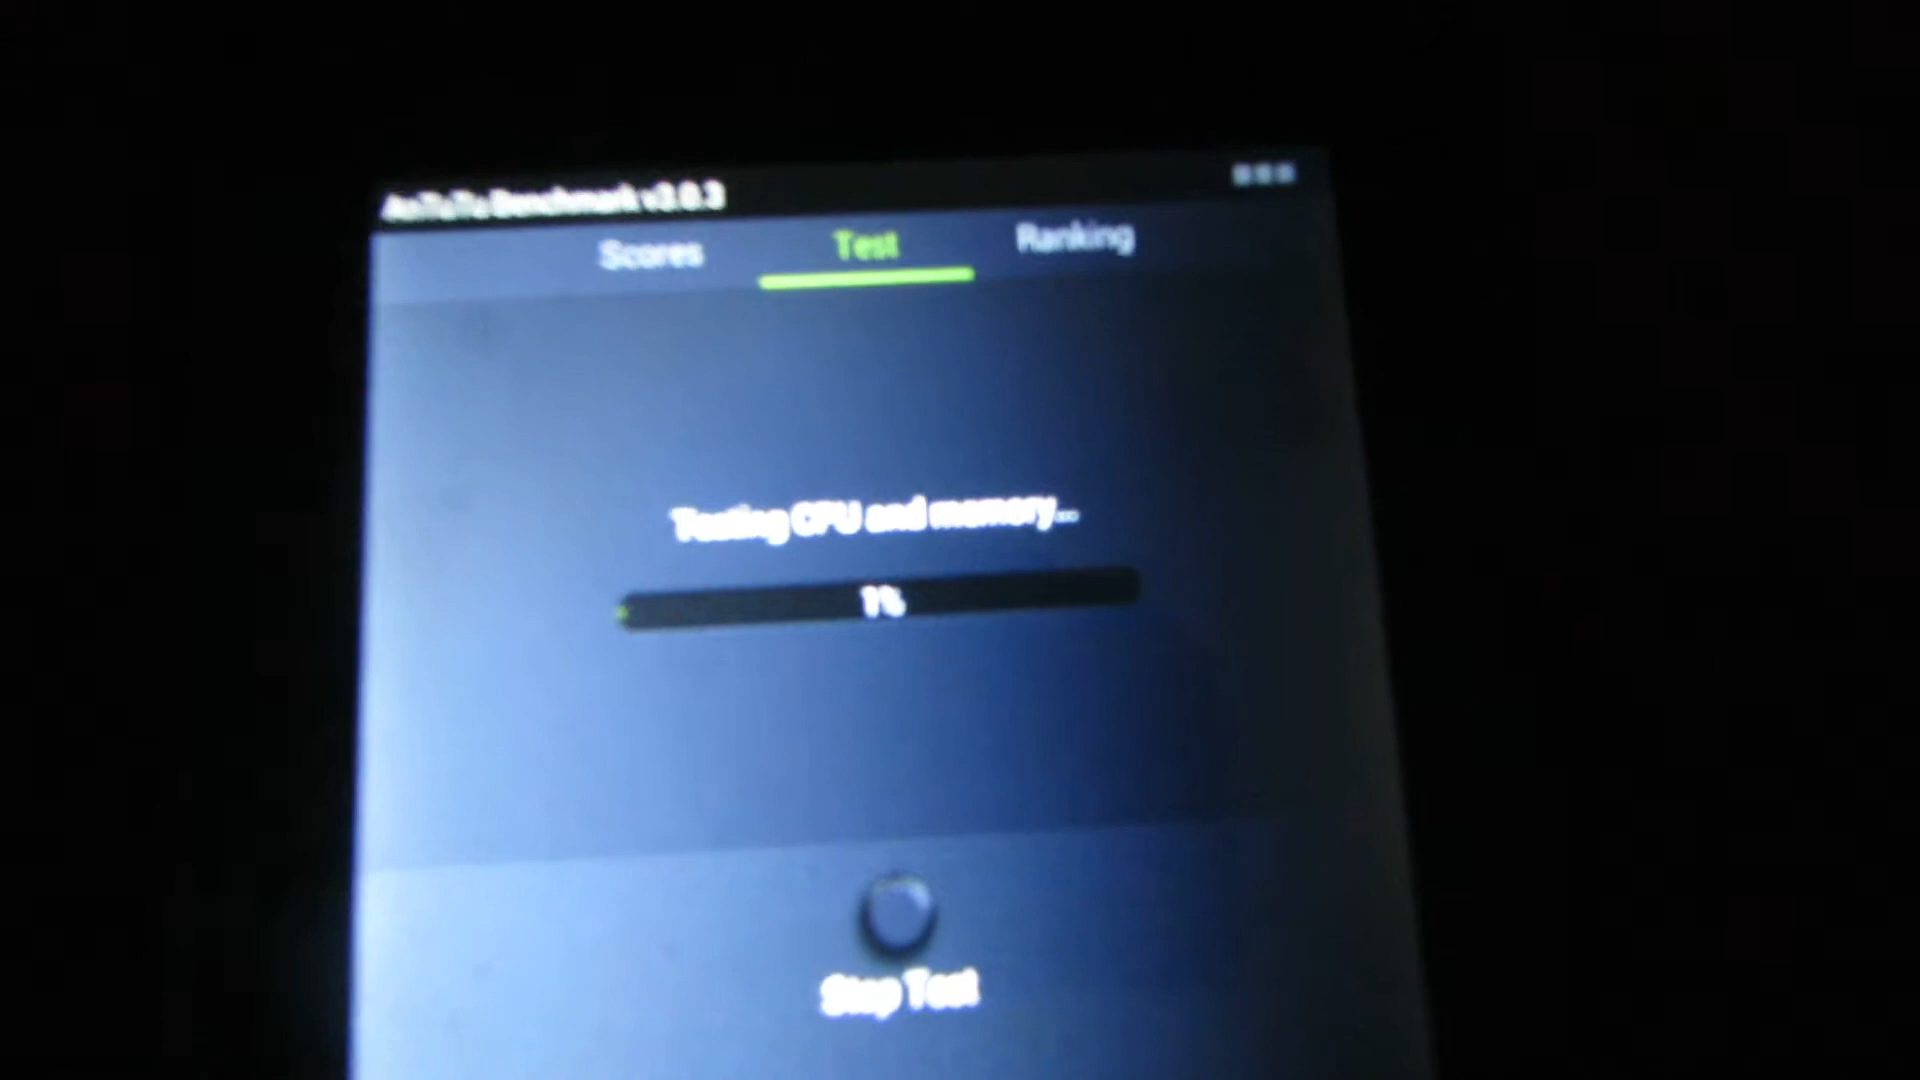 AnTuTu Benchmark v3.0.3
Scores Test Ranking
Testing CPU and memory...
1%
Stop Test